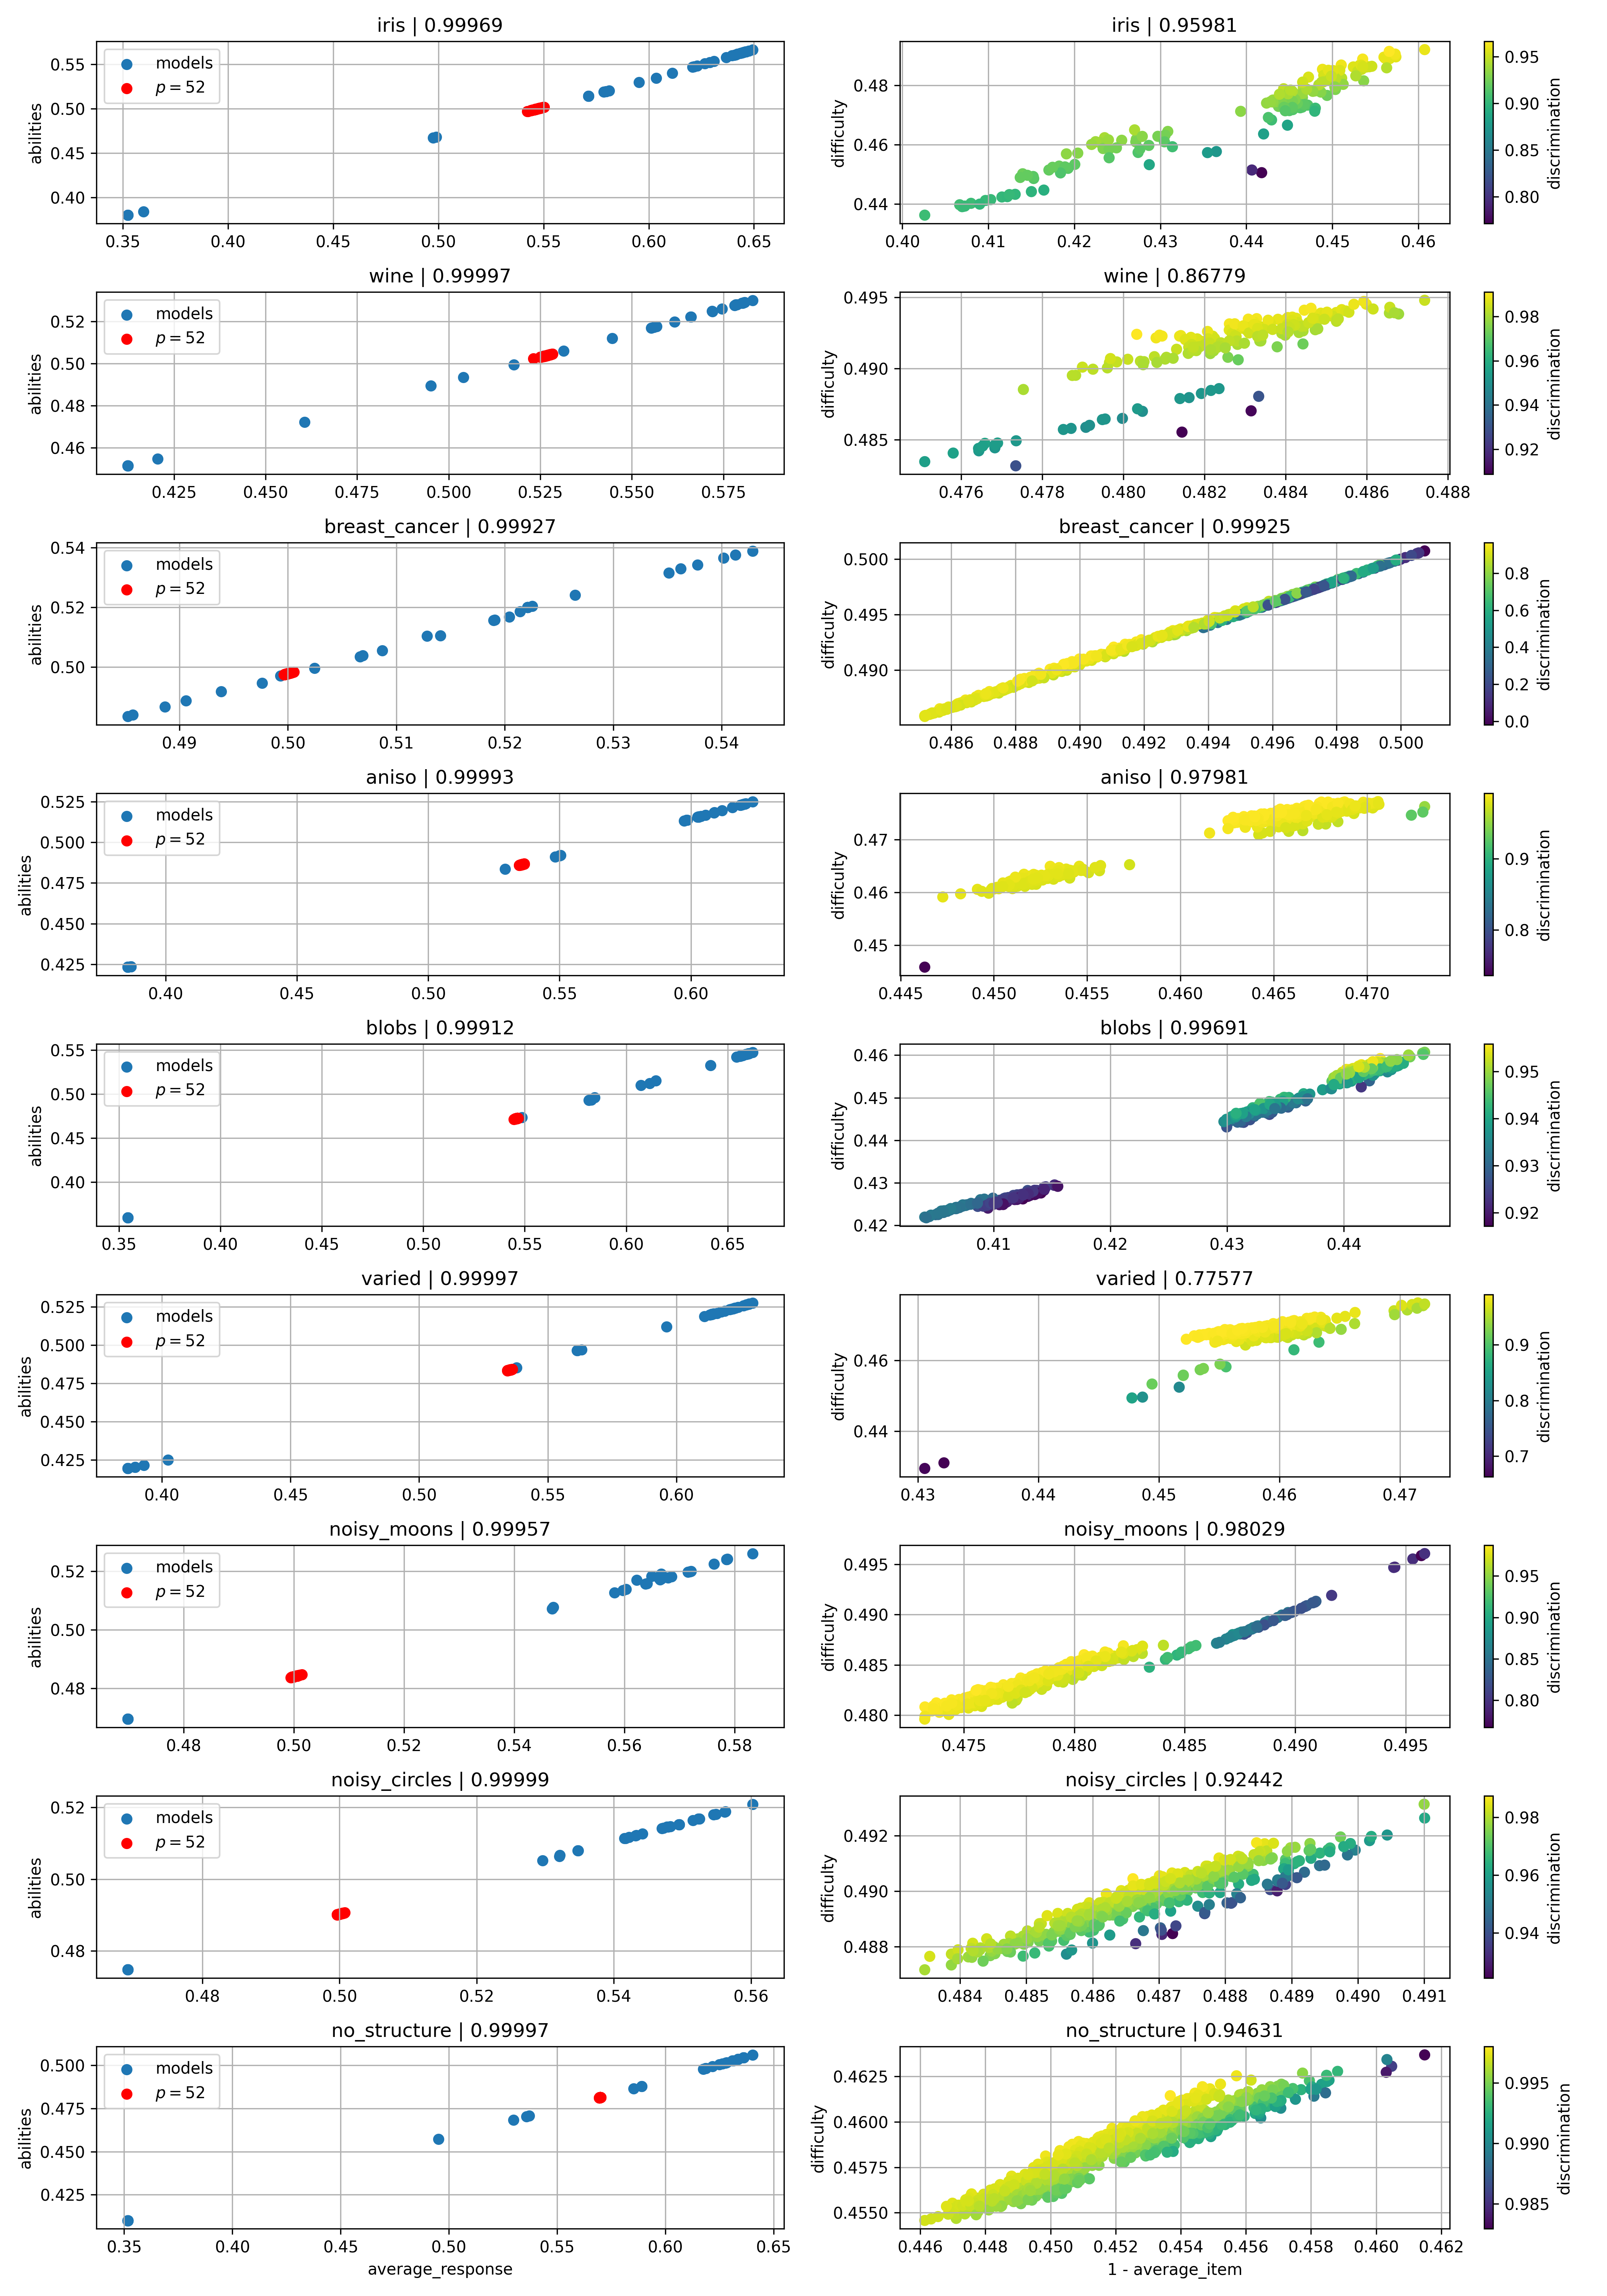 iris | 0.99969
abilities
0.55
0.50
0.45
0.40
models
p = 52
0.35 0.40 0.45 0.50 0.55 0.60 0.65
iris | 0.95981
difficulty
0.48
0.46
0.44
0.40 0.41 0.42 0.43 0.44 0.45 0.46
0.95
0.90
0.85
0.80
discrimination
wine | 0.99997
abilities
0.52
0.50
0.48
0.46
models
p = 52
0.425 0.450 0.475 0.500 0.525 0.550 0.575
wine | 0.86779
difficulty
0.495
0.490
0.485
0.476 0.478 0.480 0.482 0.484 0.486 0.488
0.98
0.96
0.94
0.92
discrimination
breast_cancer | 0.99927
abilities
0.54
0.52
0.50
models
p = 52
0.49 0.50 0.51 0.52 0.53 0.54
breast_cancer | 0.99925
difficulty
0.500
0.495
0.490
0.486 0.488 0.490 0.492 0.494 0.496 0.498 0.500
0.8
0.6
0.4
0.2
0.0
discrimination
aniso | 0.99993
abilities
0.525
0.500
0.475
0.450
0.425
models
p = 52
0.40 0.45 0.50 0.55 0.60
aniso | 0.97981
difficulty
0.47
0.46
0.45
0.445 0.450 0.455 0.460 0.465 0.470
0.9
0.8
discrimination
blobs | 0.99912
abilities
0.55
0.50
0.45
0.40
models
p = 52
0.35 0.40 0.45 0.50 0.55 0.60 0.65
blobs | 0.99691
difficulty
0.46
0.45
0.44
0.43
0.42
0.41 0.42 0.43 0.44
0.95
0.94
0.93
0.92
discrimination
varied | 0.99997
abilities
0.525
0.500
0.475
0.450
0.425
models
p = 52
0.40 0.45 0.50 0.55 0.60
varied | 0.77577
difficulty
0.46
0.44
0.43 0.44 0.45 0.46 0.47
0.9
0.8
0.7
discrimination
noisy_moons | 0.99957
abilities
0.52
0.50
0.48
models
p = 52
0.48 0.50 0.52 0.54 0.56 0.58
noisy_moons | 0.98029
difficulty
0.495
0.490
0.485
0.480
0.475 0.480 0.485 0.490 0.495
0.95
0.90
0.85
0.80
discrimination
noisy_circles | 0.99999
abilities
0.52
0.50
0.48
models
p = 52
0.48 0.50 0.52 0.54 0.56
noisy_circles | 0.92442
difficulty
0.492
0.490
0.488
0.484 0.485 0.486 0.487 0.488 0.489 0.490 0.491
0.98
0.96
0.94
discrimination
no_structure | 0.99997
abilities
0.500
0.475
0.450
0.425
models
p = 52
0.35 0.40 0.45 0.50 0.55 0.60 0.65
average_response
no_structure | 0.94631
difficulty
0.4625
0.4600
0.4575
0.4550
0.446 0.448 0.450 0.452 0.454 0.456 0.458 0.460 0.462
1 - average_item
0.995
0.990
0.985
discrimination